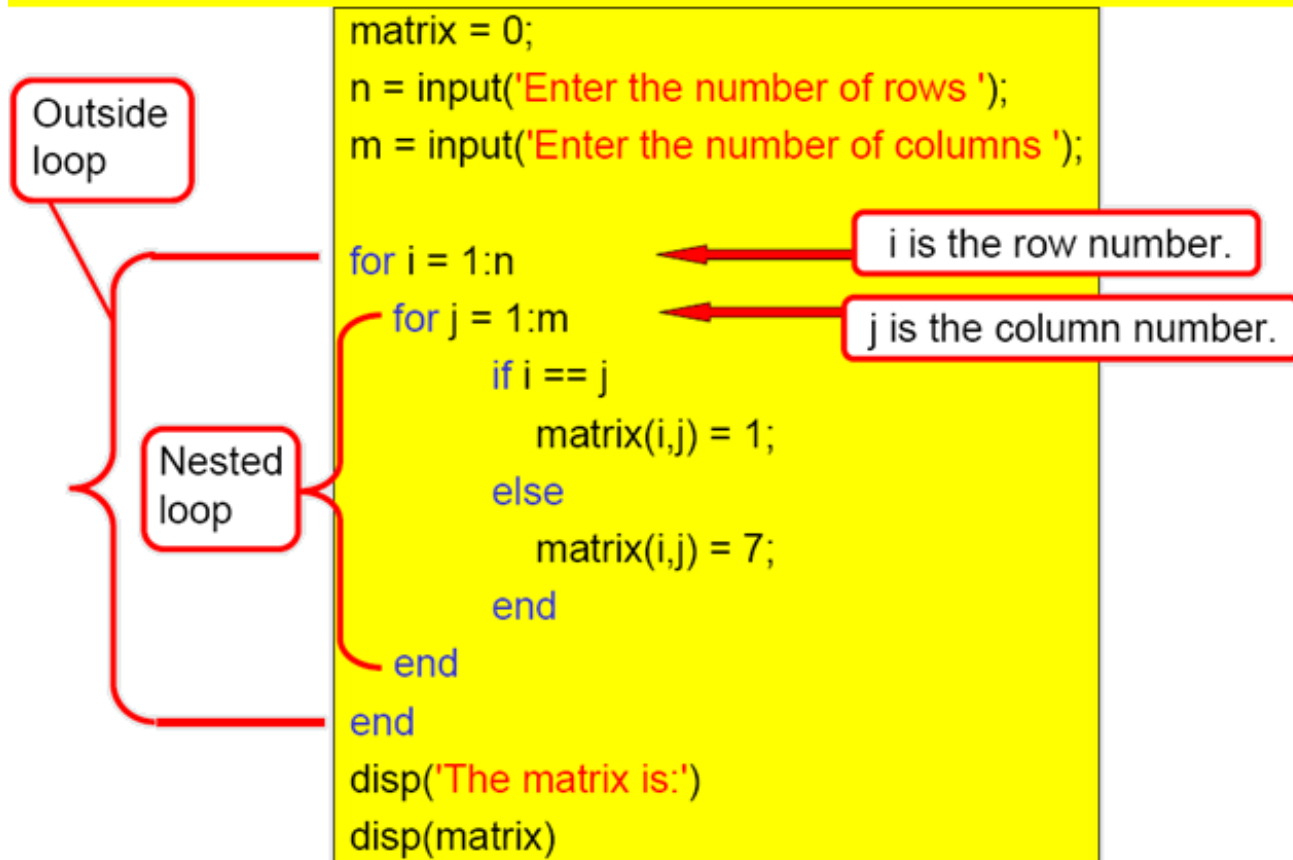 matrix = 0;
n = input('Enter the number of rows ');
m = input('Enter the number of columns ');
Outside
loop
for i = 1:n
i is the row number.
for j = 1:m
j is the column number.
if i == j
matrix(i,j) = 1;
Nested
loop
else
matrix(i,j) = 7;
end
end
end
disp('The matrix is:')
disp(matrix)